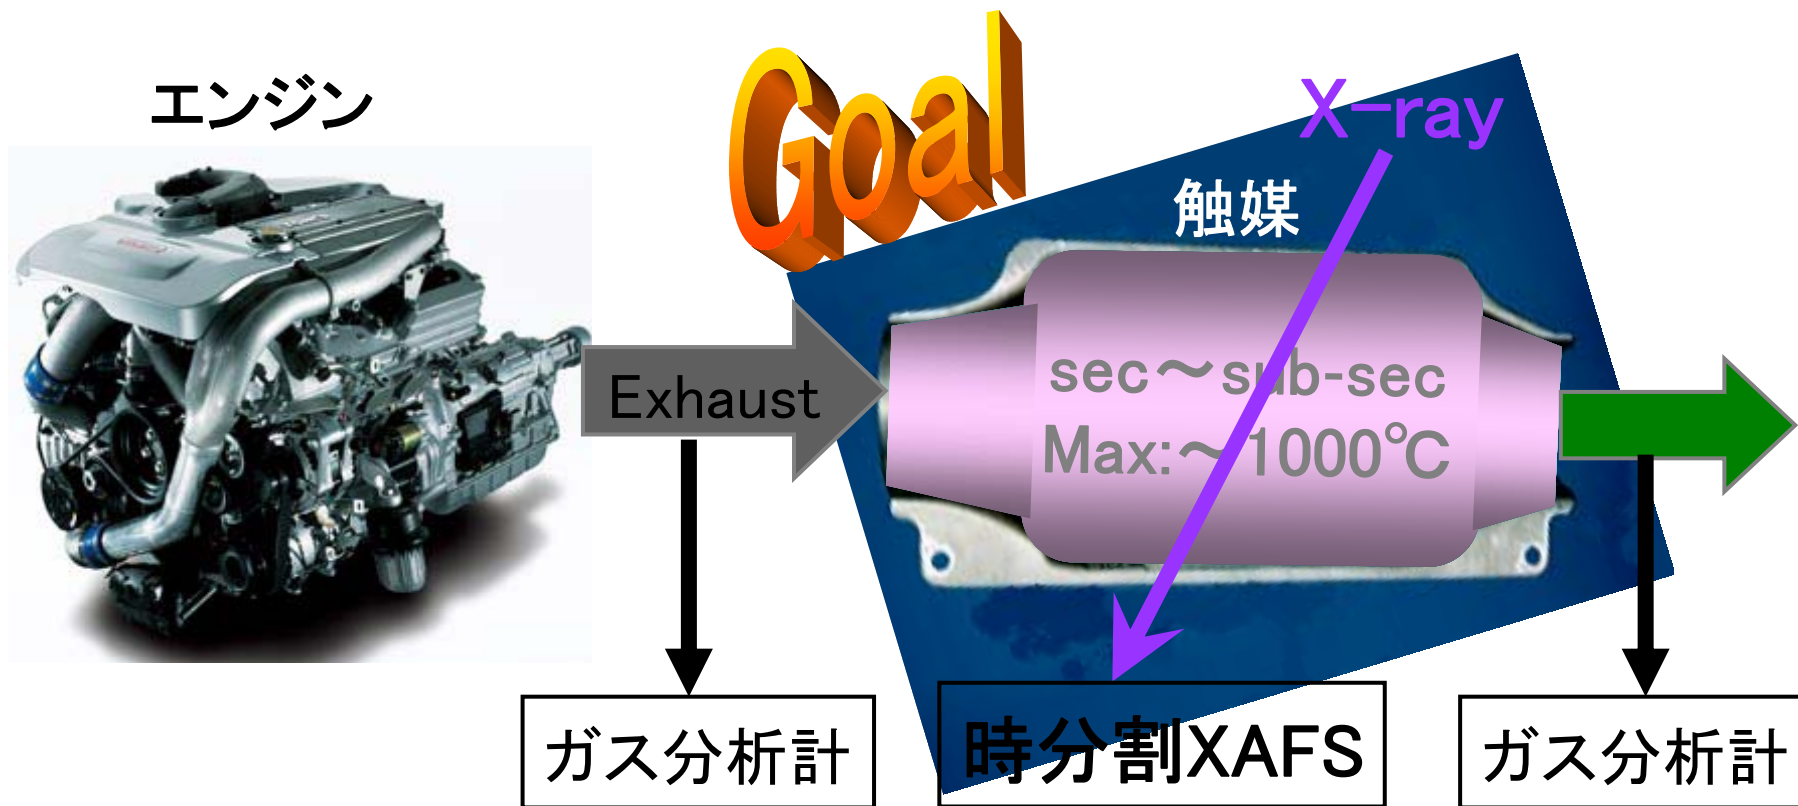 エンジン
Goal
X-ray
触媒
Exhaust
sec～sub-sec
Max:～1000℃
ガス分析計
時分割XAFS
ガス分析計